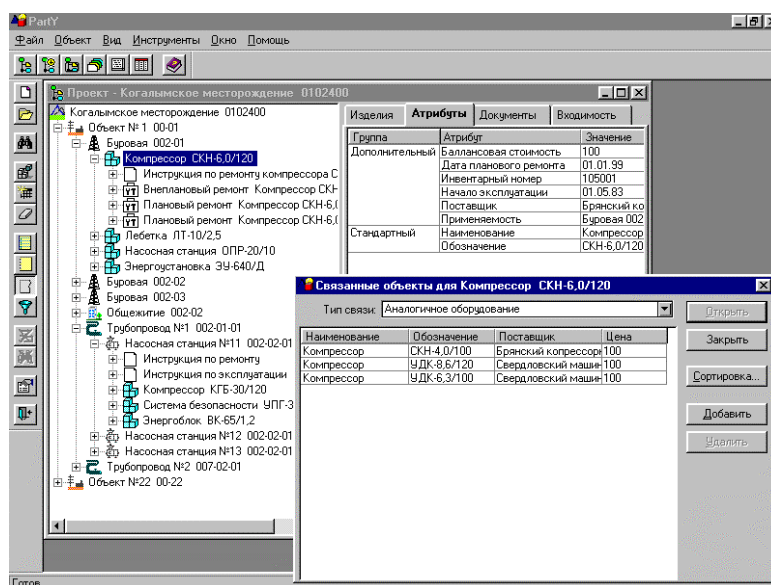 PartY
Файл Объект Вид Инструменты Окно Помощь
Проект - Когалымское месторождение 0102400
Когалымское месторождение 0102400
Объект № 1 00-01
Буровая 002-01
Компрессор СКН-6,0/120
Инструкция по ремонту компрессора С
Внеплановый ремонт Компрессор СКН-
Плановый ремонт Компрессор СКН-6,(
Плановый ремонт Компрессор СКН-6,(
Лебетка ЛТ-10/2,5
Насосная станция ОПР-20/10
Энергоустановка ЭУ-640/Д
Буровая 002-02
Буровая 002-03
Общежитие 002-02
Трубопровод №1 002-01-01
Насосная станция №11 002-02-01
Инструкция по ремонту
Инструкция по эксплуатации
Компрессор КГБ-30/120
Система безопасности УПГ-3
Энергоблок ВК-65/1,2
Насосная станция №12 002-02-01
Насосная станция №13 002-02-01
Трубопровод №2 007-02-01
Объект №22 00-22
Изделия Атрибуты Документы Входимость
Группа Атрибут Значение
Дополнительный Баллансовая стоимость 100
Дата планового ремонта 01.01.99
Инвентарный номер 105001
Начало эксплуатации 01.05.83
Поставщик Брянский ко
Применяемость Буровая 002
Стандартный Наименование Компрессор
Обозначение СКН-6,0/120
Связанные объекты для Компрессор СКН-6,0/120
Тип связи: Аналогичное оборудование
Наименование Обозначение Поставщик Цена
Компрессор СКН-4,0/100 Брянский копрессорн 100
Компрессор УДК-8,6/120 Свердловский машин 100
Компрессор УДК-6,3/100 Свердловский машин 100
Открыть
Закрыть
Сортировка...
Добавить
Удалить
Готов